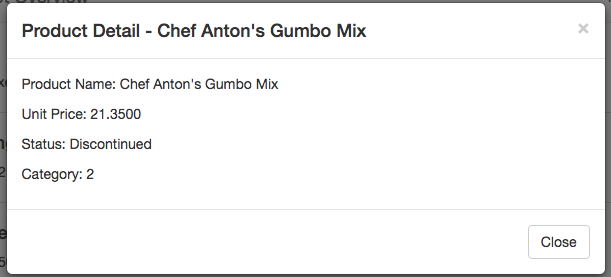 Product Detail - Chef Anton's Gumbo Mix
×
Product Name: Chef Anton's Gumbo Mix
Unit Price: 21.3500
Status: Discontinued
Category: 2
Close